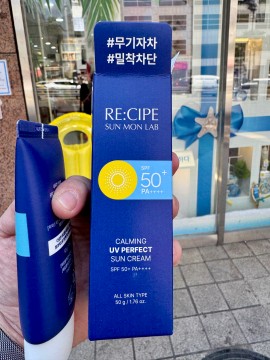 #무기자차
#밀착차단
RE:CIPE
SUN MON LAB
SPF
50+
PA++++
CALMING
UV PERFECT
SUN CREAM
SPF 50+ PA++++
ALL SKIN TYPE
50 g / 1.76 oz.